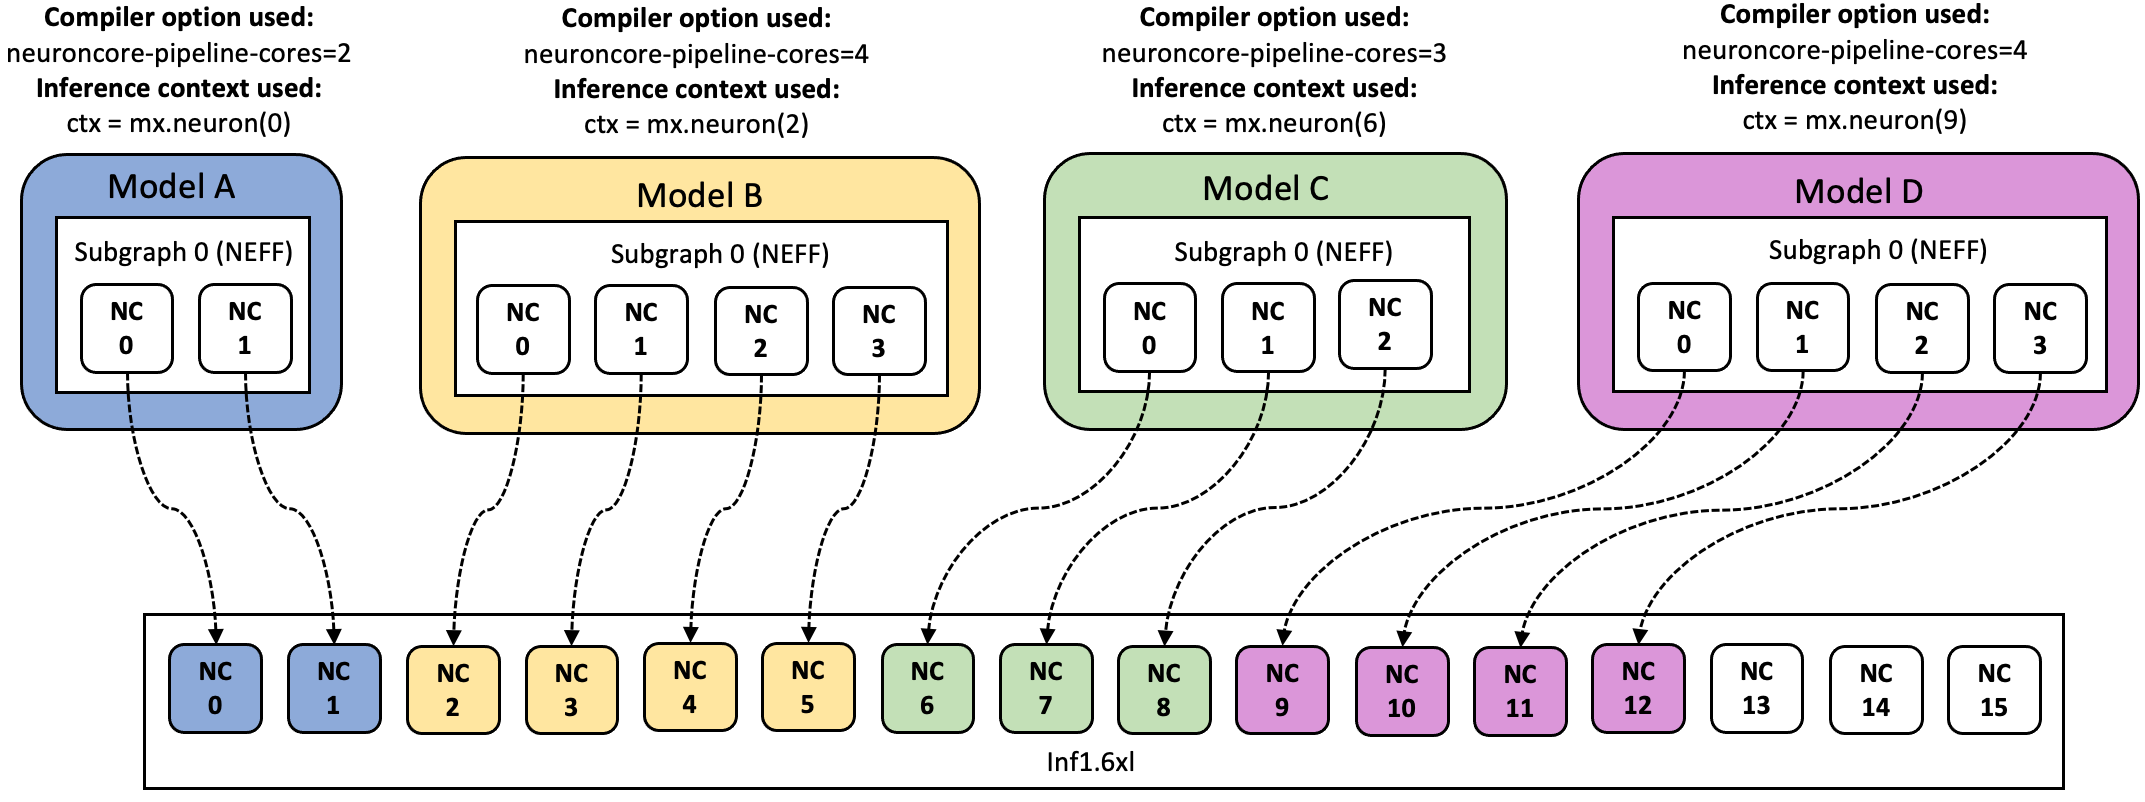 Compiler option used:
neuroncore-pipeline-cores=2
Inference context used:
ctx = mx.neuron(0)
Compiler option used:
neuroncore-pipeline-cores=4
Inference context used:
ctx = mx.neuron(2)
Compiler option used:
neuroncore-pipeline-cores=3
Inference context used:
ctx = mx.neuron(6)
Compiler option used:
neuroncore-pipeline-cores=4
Inference context used:
ctx = mx.neuron(9)
Model A
Subgraph 0 (NEFF)
NC
0
NC
1
Model B
Subgraph 0 (NEFF)
NC
0
NC
1
NC
2
NC
3
Model C
Subgraph 0 (NEFF)
NC
0
NC
1
NC
2
Model D
Subgraph 0 (NEFF)
NC
0
NC
1
NC
2
NC
3
NC
0
NC
1
NC
2
NC
3
NC
4
NC
5
NC
6
NC
7
NC
8
NC
9
NC
10
NC
11
NC
12
NC
13
NC
14
NC
15
Inf1.6xl